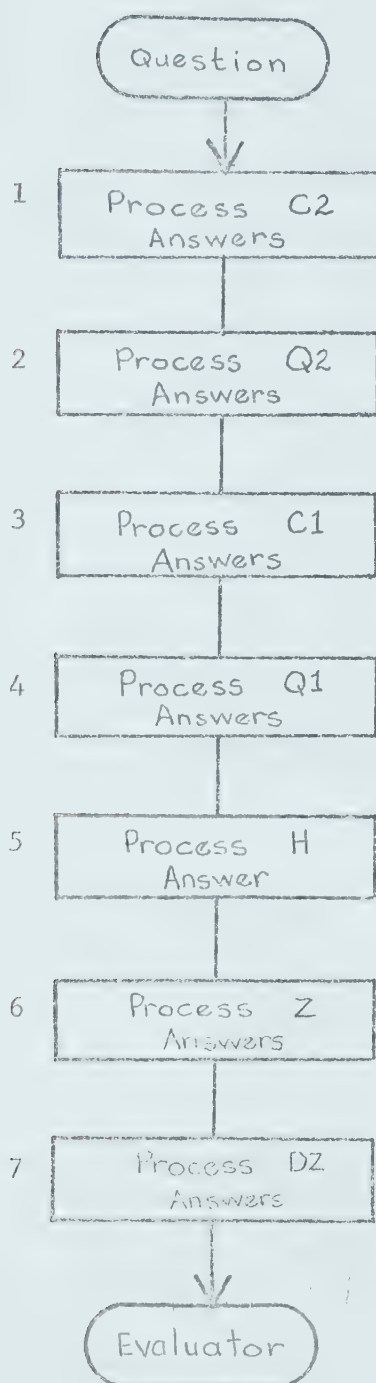 Question
1
Process C2
Answers
2
Process Q2
Answers
3
Process C1
Answers
4
Process Q1
Answers
5
Process H
Answer
6
Process Z
Answers
7
Process DZ
Answers
Evaluator